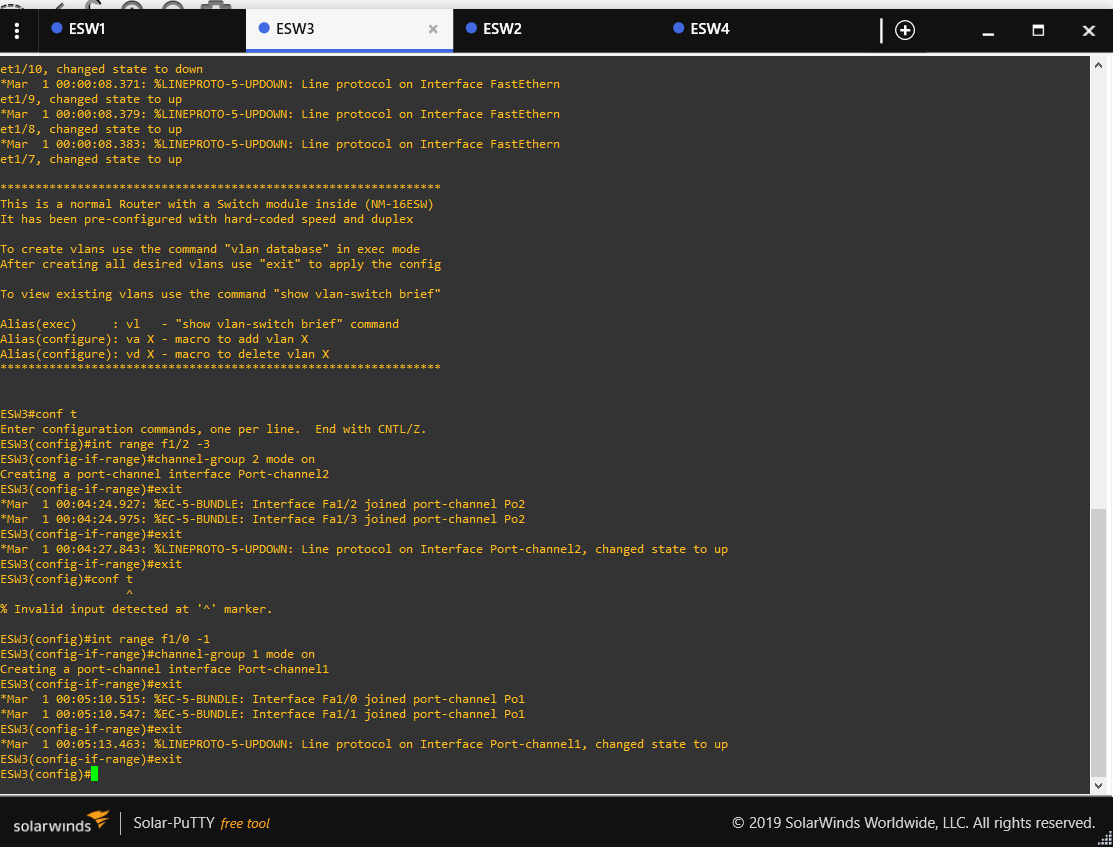 ESW1
ESW3
ESW2
ESW4
et1/10, changed state to down
*Mar  1 00:00:08.371: %LINEPROTO-5-UPDOWN: Line protocol on Interface FastEthern
et1/9, changed state to up
*Mar  1 00:00:08.379: %LINEPROTO-5-UPDOWN: Line protocol on Interface FastEthern
et1/8, changed state to up
*Mar  1 00:00:08.383: %LINEPROTO-5-UPDOWN: Line protocol on Interface FastEthern
et1/7, changed state to up
***************************************************************
This is a normal Router with a Switch module inside (NM-16ESW)
It has been pre-configured with hard-coded speed and duplex
To create vlans use the command "vlan database" in exec mode
After creating all desired vlans use "exit" to apply the config
To view existing vlans use the command "show vlan-switch brief"
Alias(exec)     : vl   - "show vlan-switch brief" command
Alias(configure): va X - macro to add vlan X
Alias(configure): vd X - macro to delete vlan X
***************************************************************
ESW3#conf t
Enter configuration commands, one per line.  End with CNTL/Z.
ESW3(config)#int range f1/2 -3
ESW3(config-if-range)#channel-group 2 mode on
Creating a port-channel interface Port-channel2
ESW3(config-if-range)#exit
*Mar  1 00:04:24.927: %EC-5-BUNDLE: Interface Fa1/2 joined port-channel Po2
*Mar  1 00:04:24.975: %EC-5-BUNDLE: Interface Fa1/3 joined port-channel Po2
ESW3(config-if-range)#exit
*Mar  1 00:04:27.843: %LINEPROTO-5-UPDOWN: Line protocol on Interface Port-channel2, changed state to up
ESW3(config-if-range)#exit
ESW3(config)#conf t
                  ^
% Invalid input detected at '^' marker.
ESW3(config)#int range f1/0 -1
ESW3(config-if-range)#channel-group 1 mode on
Creating a port-channel interface Port-channel1
ESW3(config-if-range)#exit
*Mar  1 00:05:10.515: %EC-5-BUNDLE: Interface Fa1/0 joined port-channel Po1
*Mar  1 00:05:10.547: %EC-5-BUNDLE: Interface Fa1/1 joined port-channel Po1
ESW3(config-if-range)#exit
*Mar  1 00:05:13.463: %LINEPROTO-5-UPDOWN: Line protocol on Interface Port-channel1, changed state to up
ESW3(config-if-range)#exit
ESW3(config)#
solarwinds
Solar-PuTTY free tool
© 2019 SolarWinds Worldwide, LLC. All rights reserved.